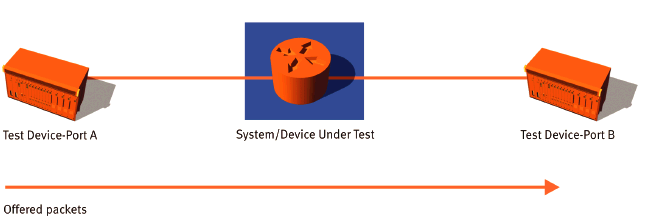 Test Device-Port A
System/Device Under Test
Test Device-Port B
Offered packets